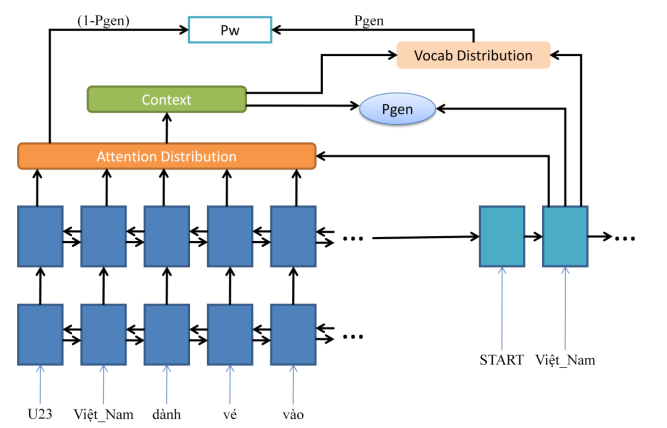 (1-Pgen)
Pw
Pgen
Vocab Distribution
Context
Pgen
Attention Distribution
...
...
...
START
Việt_Nam
U23
Việt_Nam
dành
vé
vào